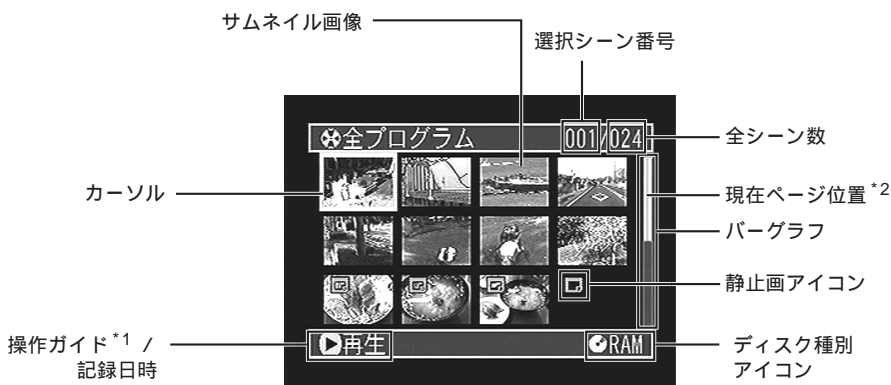 サムネイル画像
選択シーン番号
全プログラム 001/024
全シーン数
カーソル
現在ページ位置*2
バーグラフ
静止画アイコン
操作ガイド*1 /
記録日時
再生
RAM
ディスク種別
アイコン